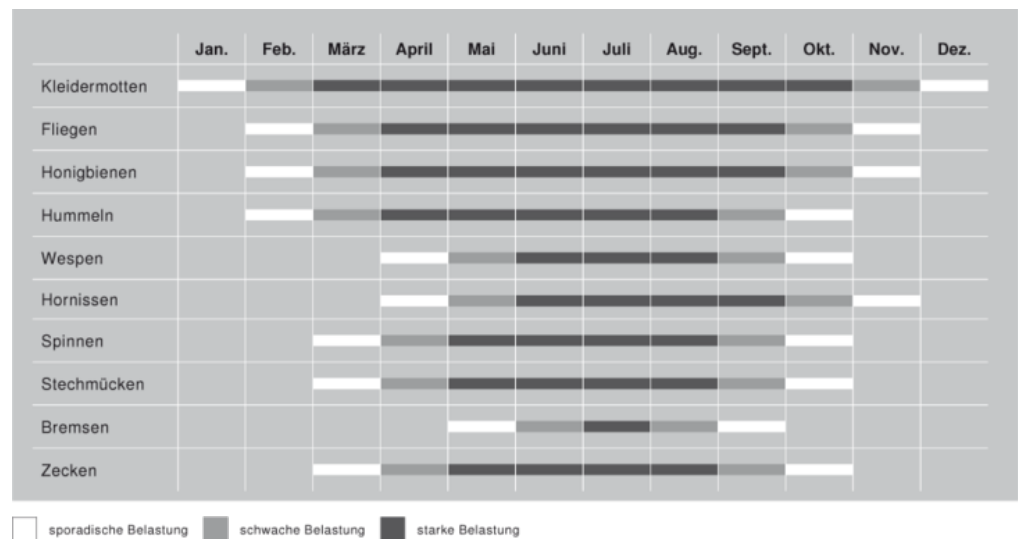 Jan. Feb. März April Mai Juni Juli Aug. Sept. Okt. Nov. Dez.
Kleidermotten
Fliegen
Honigbienen
Hummeln
Wespen
Hornissen
Spinnen
Stechmücken
Bremsen
Zecken
sporadische Belastung schwache Belastung starke Belastung